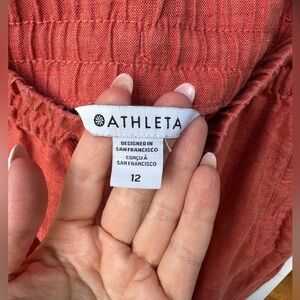 ATHLETA
DESIGNED IN
SAN FRANCISCO
CONÇU À
SAN FRANCISCO
12